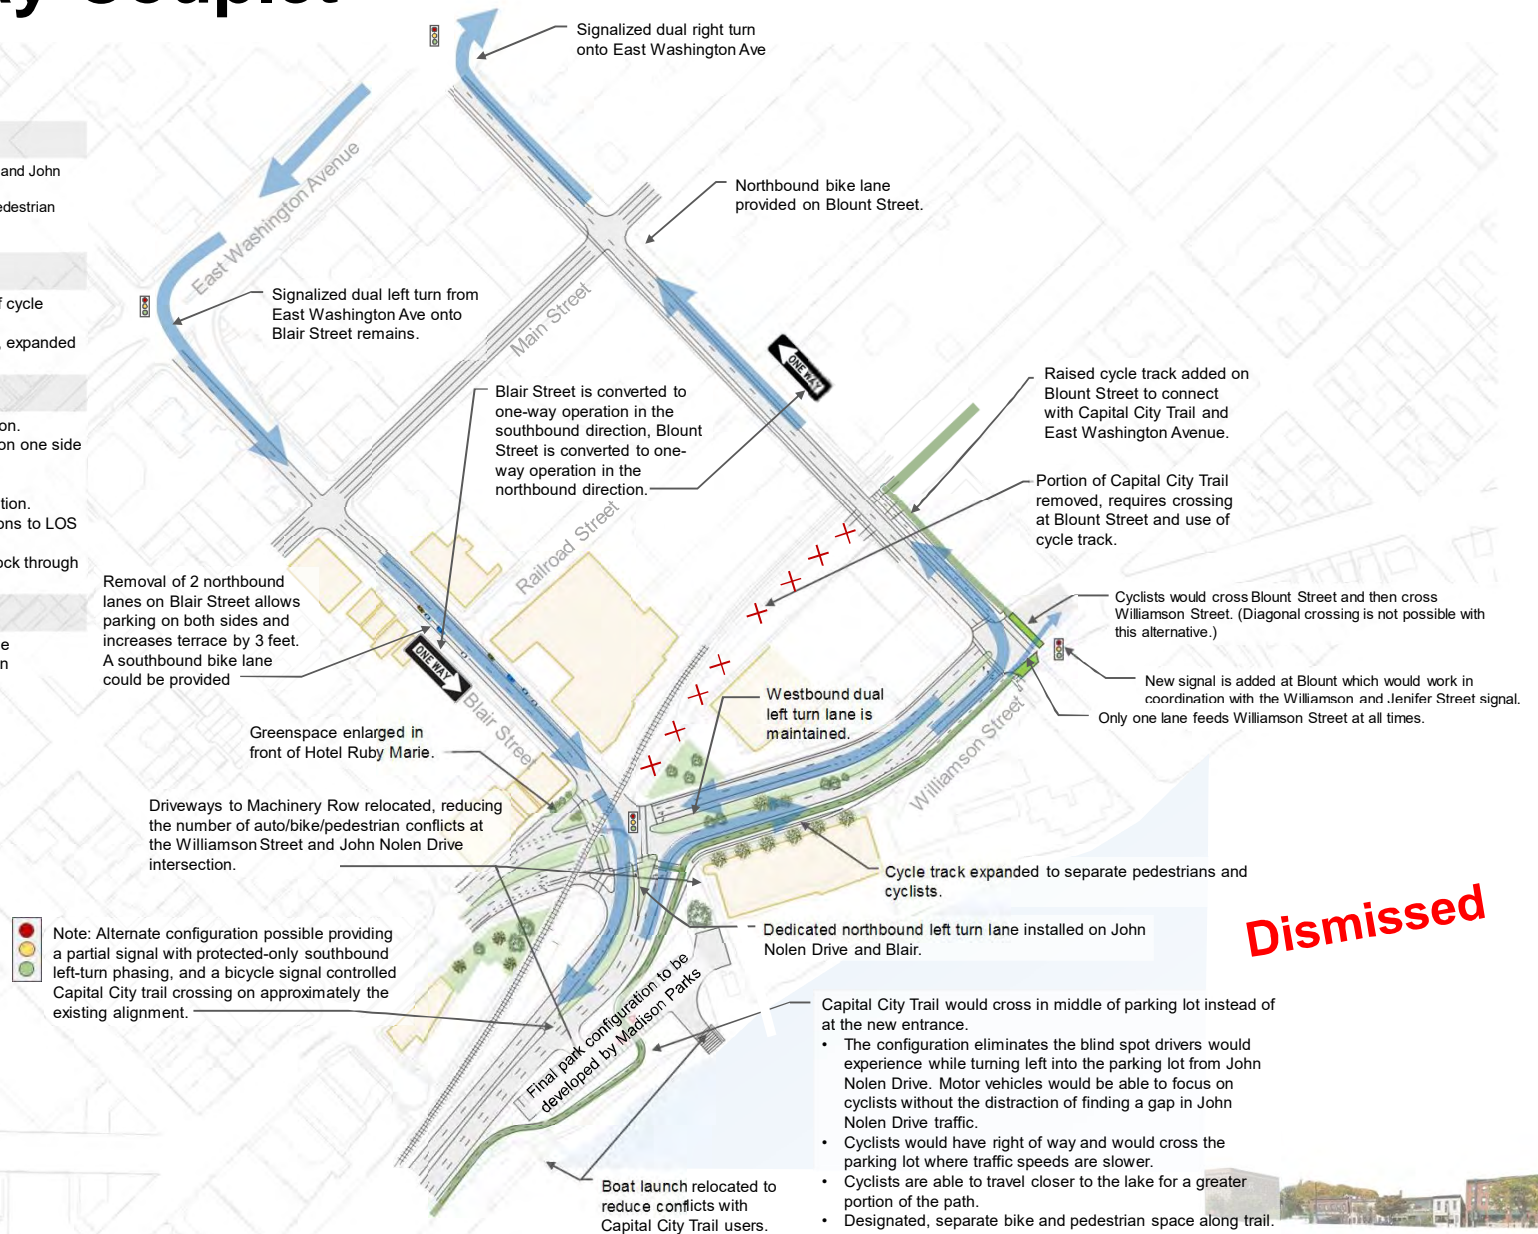 Couplet
Signalized dual right turn
onto East Washington Ave
and John
East Washington Avenue
Northbound bike lane
provided on Blount Street.
Signalized dual left turn from
East Washington Ave onto
Blair Street remains.
cycle
, expanded
Main Street
ONE WAY
Blair Street is converted to
one-way operation in the
southbound direction, Blount
Street is converted to one-
way operation in the
northbound direction.
Raised cycle track added on
Blount Street to connect
with Capital City Trail and
East Washington Avenue.
on.
on one side
tion.
ons to LOS
ock through
Portion of Capital City Trail
removed, requires crossing
at Blount Street and use of
cycle track.
Railroad Street
Removal of 2 northbound
lanes on Blair Street allows
parking on both sides and
increases terrace by 3 feet.
A southbound bike lane
could be provided
Cyclists would cross Blount Street and then cross
Williamson Street. (Diagonal crossing is not possible with
this alternative.)
e
n
ONE WAY
Blair Street
New signal is added at Blount which would work in
coordination with the Williamson and Jenifer Street signal.
Only one lane feeds Williamson Street at all times.
Westbound dual
left turn lane is
maintained.
Williamson Street
Greenspace enlarged in
front of Hotel Ruby Marie.
Driveways to Machinery Row relocated, reducing
the number of auto/bike/pedestrian conflicts at
the Williamson Street and John Nolen Drive
intersection.
Cycle track expanded to separate pedestrians and
cyclists.
Dismissed
Dedicated northbound left turn lane installed on John
Nolen Drive and Blair.
Note: Alternate configuration possible providing
a partial signal with protected-only southbound
left-turn phasing, and a bicycle signal controlled
Capital City trail crossing on approximately the
existing alignment.
Final park configuration to be
developed by Madison Parks
Capital City Trail would cross in middle of parking lot instead of
at the new entrance.
• The configuration eliminates the blind spot drivers would
experience while turning left into the parking lot from John
Nolen Drive. Motor vehicles would be able to focus on
cyclists without the distraction of finding a gap in John
Nolen Drive traffic.
• Cyclists would have right of way and would cross the
parking lot where traffic speeds are slower.
• Cyclists are able to travel closer to the lake for a greater
portion of the path.
• Designated, separate bike and pedestrian space along trail.
Boat launch relocated to
reduce conflicts with
Capital City Trail users.